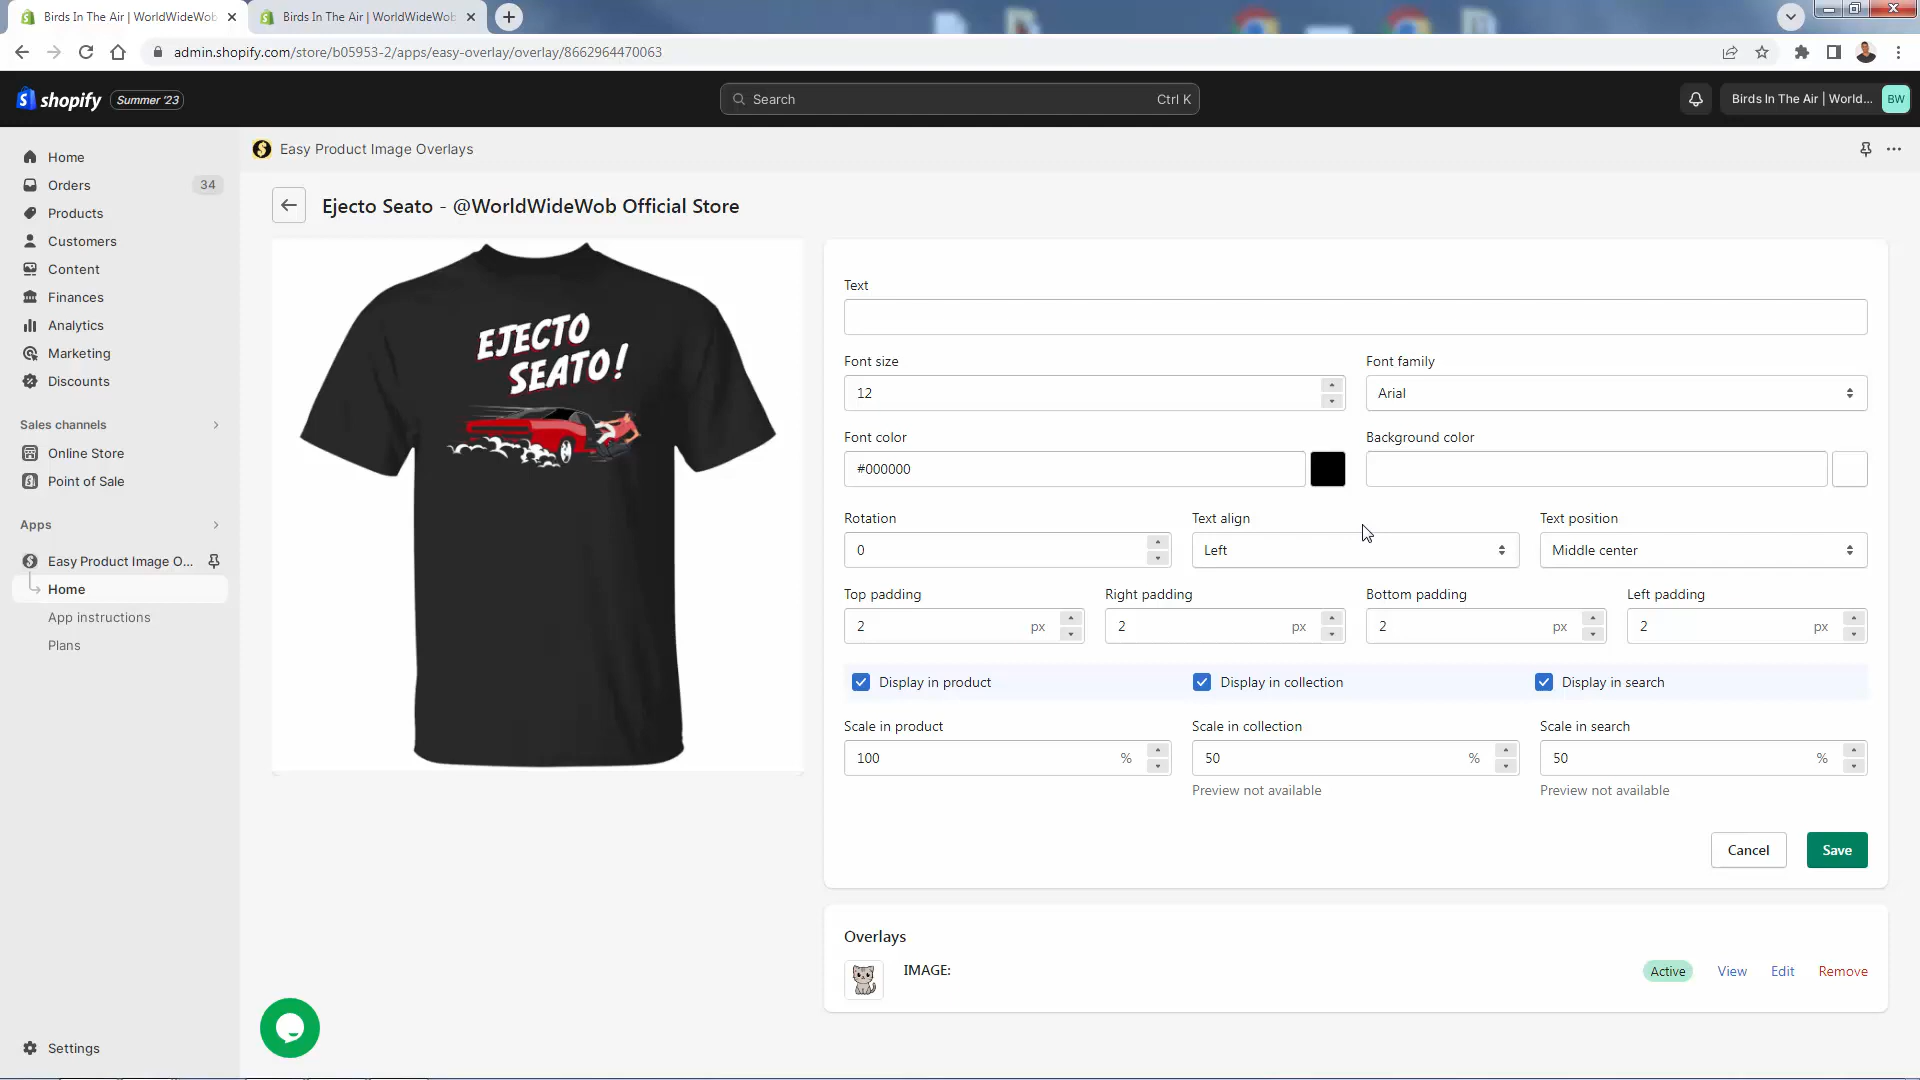 Birds In The Air | WorldWideWob
Birds In The Air | WorldWideWob
admin.shopify.com/store/b05953-2/apps/easy-overlay/overlay/8662964470063
shopify Summer '23
Search Ctrl K
Birds In The Air | World... BW
Home
Orders 34
Products
Customers
Content
Finances
Analytics
Marketing
Discounts
Sales channels
Online Store
Point of Sale
Apps
Easy Product Image O...
Home
App instructions
Plans
Settings
Easy Product Image Overlays
Ejecto Seato - @WorldWideWob Official Store
EJECTO
SEATO!
Text
Font size Font family
12 Arial
Font color Background color
#000000
Rotation Text align Text position
0 Left Middle center
Top padding Right padding Bottom padding Left padding
2 px 2 px 2 px 2 px
Display in product Display in collection Display in search
Scale in product Scale in collection Scale in search
100 % 50 % 50 %
Preview not available Preview not available
Cancel Save
Overlays
IMAGE: Active View Edit Remove